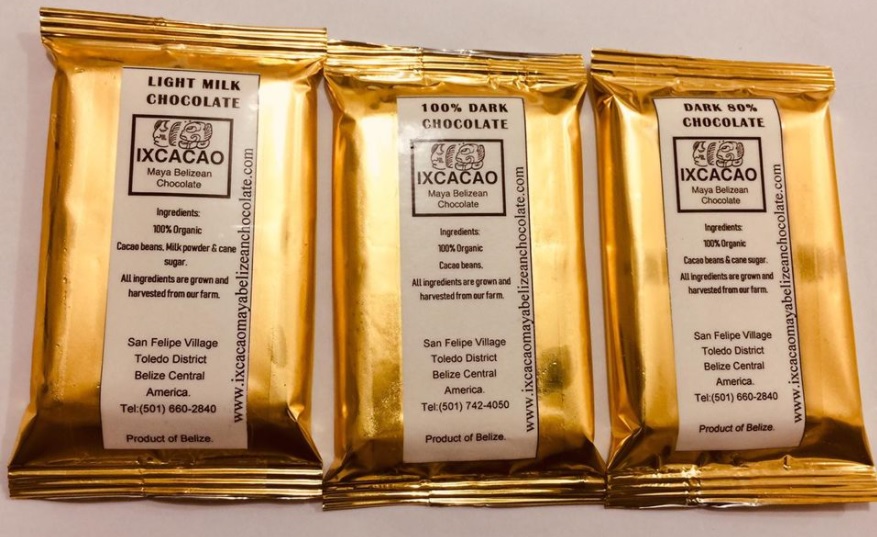 LIGHT MILK
CHOCOLATE
IXCACAO
Maya Belizean
Chocolate
Ingredients:
100% Organic
Cacao beans, Milk powder & cane
sugar.
All ingredients are grown and
harvested from our farm.
San Felipe Village
Toledo District
Belize Central
America.
Tel:(501) 660-2840
Product of Belize.
www.ixcacaomayabelizeanchocolate.com
100% DARK
CHOCOLATE
IXCACAO
Maya Belizean
Chocolate
Ingredients:
100% Organic
Cacao beans.
All ingredients are grown and
harvested from our farm.
San Felipe Village
Toledo District
Belize Central
America.
Tel:(501) 742-4050
Product of Belize.
www.ixcacaomayabelizeanchocolate.com
DARK 80%
CHOCOLATE
IXCACAO
Maya Belizean
Chocolate
Ingredients:
100% Organic
Cacao beans & cane sugar.
All ingredients are grown and
harvested from our farm.
San Felipe Village
Toledo District
Belize Central
America.
Tel:(501) 660-2840
Product of Belize.
www.ixcacaomayabelizeanchocolate.com